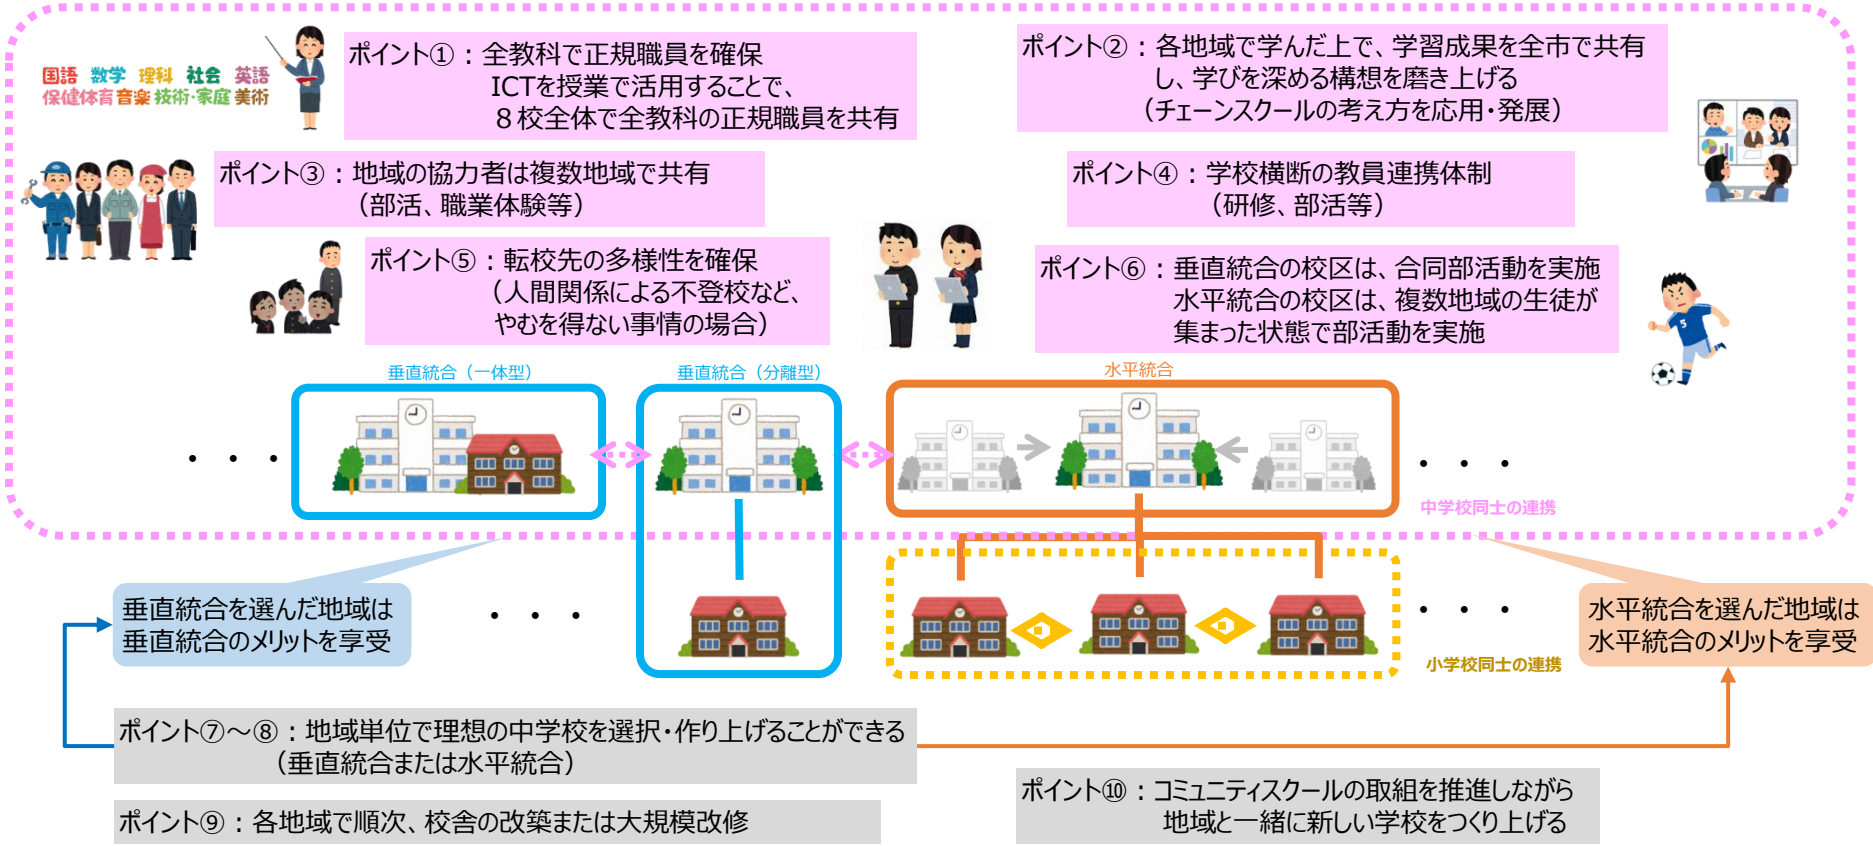 国語 数学 理科 社会 英語
保健体育 音楽 技術・家庭 美術
ポイント①：全教科で正規職員を確保
ICTを授業で活用することで、
８校全体で全教科の正規職員を共有
ポイント②：各地域で学んだ上で、学習成果を全市で共有
し、学びを深める構想を磨き上げる
（チェーンスクールの考え方を応用・発展）
ポイント③：地域の協力者は複数地域で共有
（部活、職業体験等）
ポイント④：学校横断の教員連携体制
（研修、部活等）
ポイント⑤：転校先の多様性を確保
（人間関係による不登校など、
やむを得ない事情の場合）
ポイント⑥：垂直統合の校区は、合同部活動を実施
水平統合の校区は、複数地域の生徒が
集まった状態で部活動を実施
垂直統合（一体型）
垂直統合（分離型）
水平統合
・・・
・・・
中学校同士の連携
垂直統合を選んだ地域は
垂直統合のメリットを享受
・・・
・・・
小学校同士の連携
水平統合を選んだ地域は
水平統合のメリットを享受
ポイント⑦～⑧：地域単位で理想の中学校を選択・作り上げることができる
（垂直統合または水平統合）
ポイント⑨：各地域で順次、校舎の改築または大規模改修
ポイント⑩：コミュニティスクールの取組を推進しながら
地域と一緒に新しい学校をつくり上げる